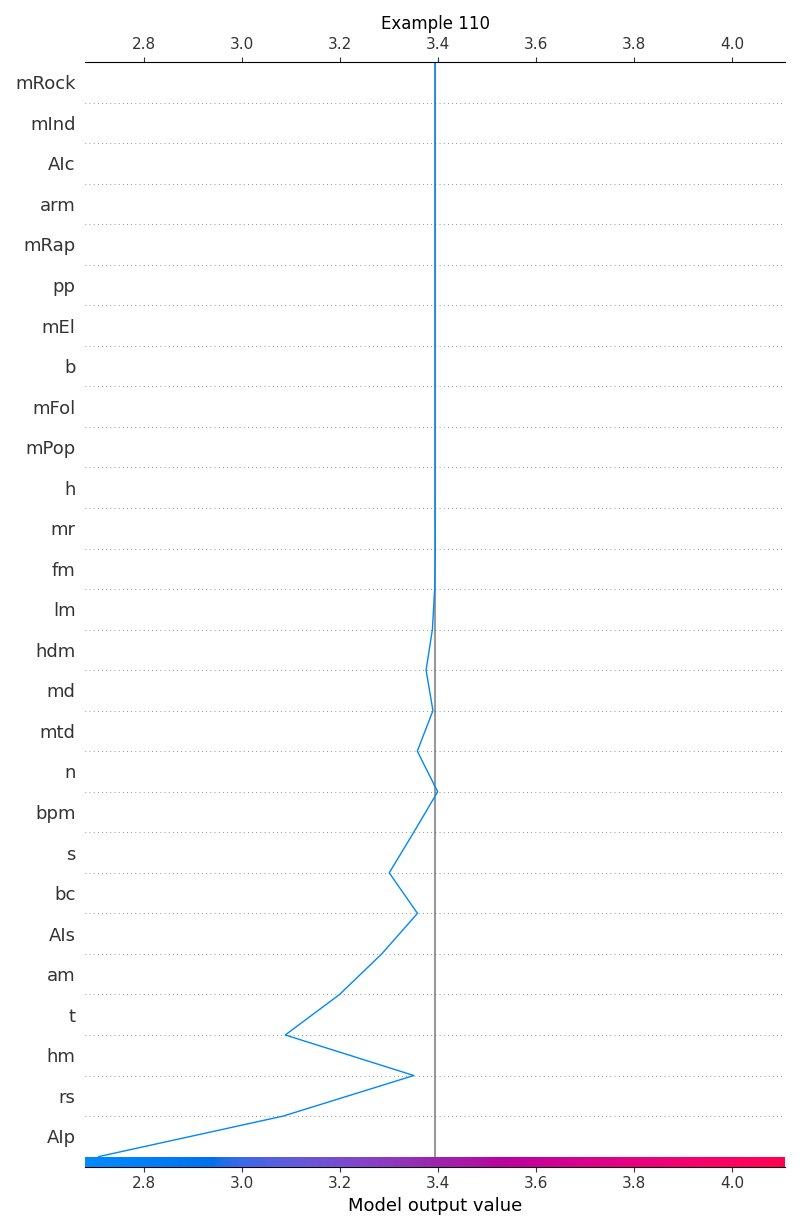 Example 110
2.8 3.0 3.2 3.4 3.6 3.8 4.0
mRock
mInd
AIc
arm
mRap
pp
mEl
b
mFol
mPop
h
mr
fm
lm
hdm
md
mtd
n
bpm
s
bc
AIs
am
t
hm
rs
AIp
2.8 3.0 3.2 3.4 3.6 3.8 4.0
Model output value